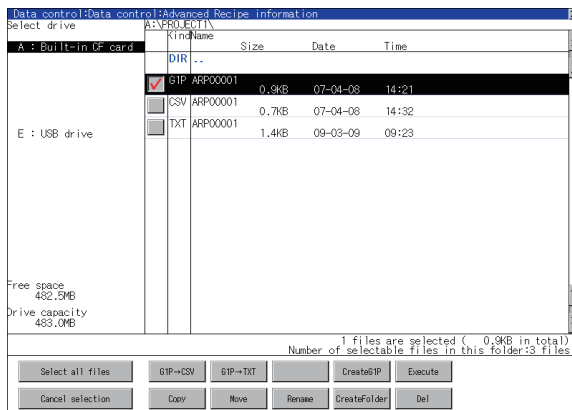 Data control:Data control:Advanced Recipe information
Select drive
A:\PROJECT1\
Kind Name
Size Date Time
A : Built-in CF card
DIR ..
G1P ARP00001
0.9KB 07-04-08 14:21
CSV ARP00001
0.7KB 07-04-08 14:32
TXT ARP00001
1.4KB 09-03-09 09:23
E : USB drive
Free space
482.5MB
Drive capacity
483.0MB
1 files are selected ( 0.9KB in total)
Number of selectable files in this folder:3 files
Select all files G1P→CSV G1P→TXT CreateG1P Execute
Cancel selection Copy Move Rename CreateFolder Del